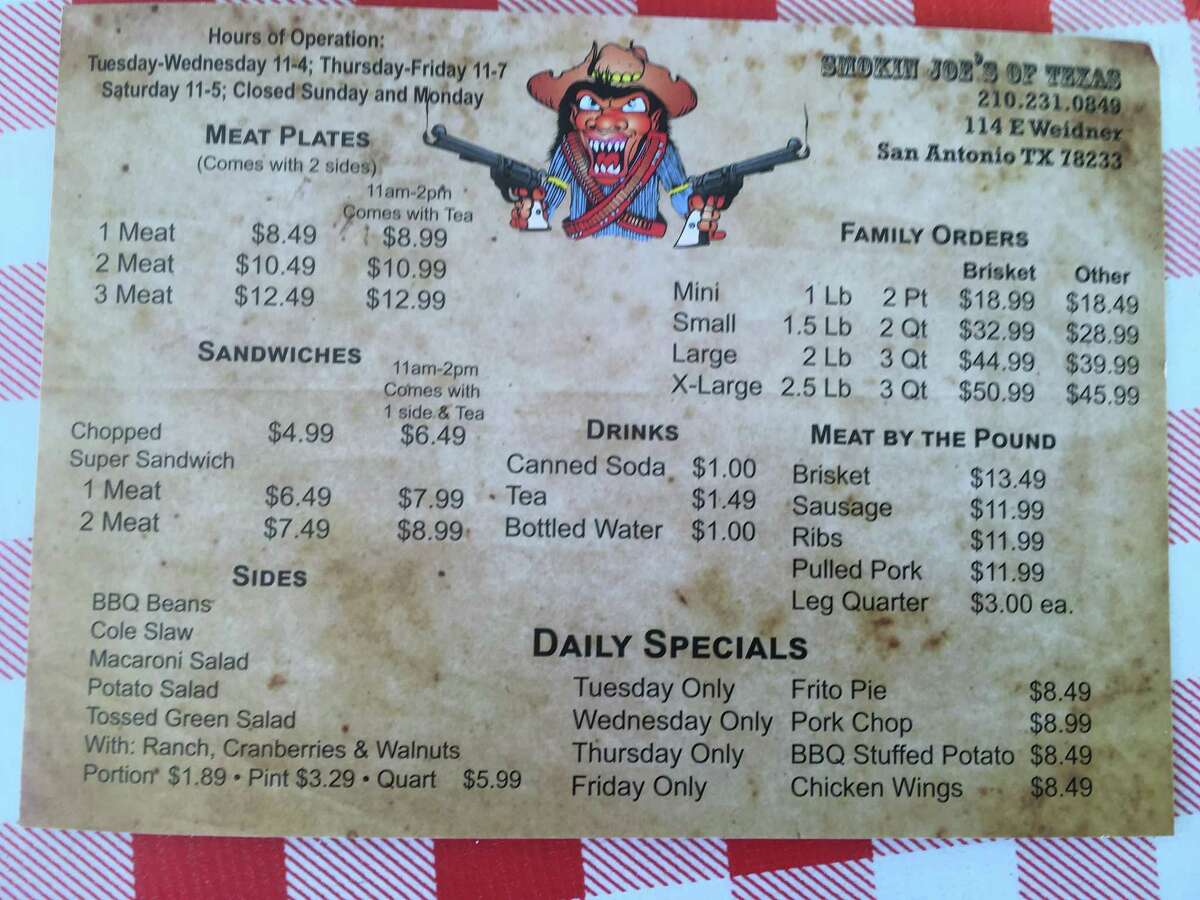 Hours of Operation:
Tuesday-Wednesday 11-4; Thursday-Friday 11-7
Saturday 11-5; Closed Sunday and Monday
SMOKIN JOE'S OF TEXAS
210.231.0849
114 E Weidner
San Antonio TX 78233
MEAT PLATES
(Comes with 2 sides)
11am-2pm
Comes with Tea
1 Meat $8.49 $8.99
2 Meat $10.49 $10.99
3 Meat $12.49 $12.99
SANDWICHES
11am-2pm
Comes with
1 side & Tea
Chopped $4.99 $6.49
Super Sandwich
1 Meat $6.49 $7.99
2 Meat $7.49 $8.99
SIDES
BBQ Beans
Cole Slaw
Macaroni Salad
Potato Salad
Tossed Green Salad
With: Ranch, Cranberries & Walnuts
Portion $1.89 • Pint $3.29 • Quart $5.99
FAMILY ORDERS
Brisket Other
Mini 1 Lb 2 Pt $18.99 $18.49
Small 1.5 Lb 2 Qt $32.99 $28.99
Large 2 Lb 3 Qt $44.99 $39.99
X-Large 2.5 Lb 3 Qt $50.99 $45.99
DRINKS
Canned Soda $1.00
Tea $1.49
Bottled Water $1.00
MEAT BY THE POUND
Brisket $13.49
Sausage $11.99
Ribs $11.99
Pulled Pork $11.99
Leg Quarter $3.00 ea.
DAILY SPECIALS
Tuesday Only Frito Pie $8.49
Wednesday Only Pork Chop $8.99
Thursday Only BBQ Stuffed Potato $8.49
Friday Only Chicken Wings $8.49